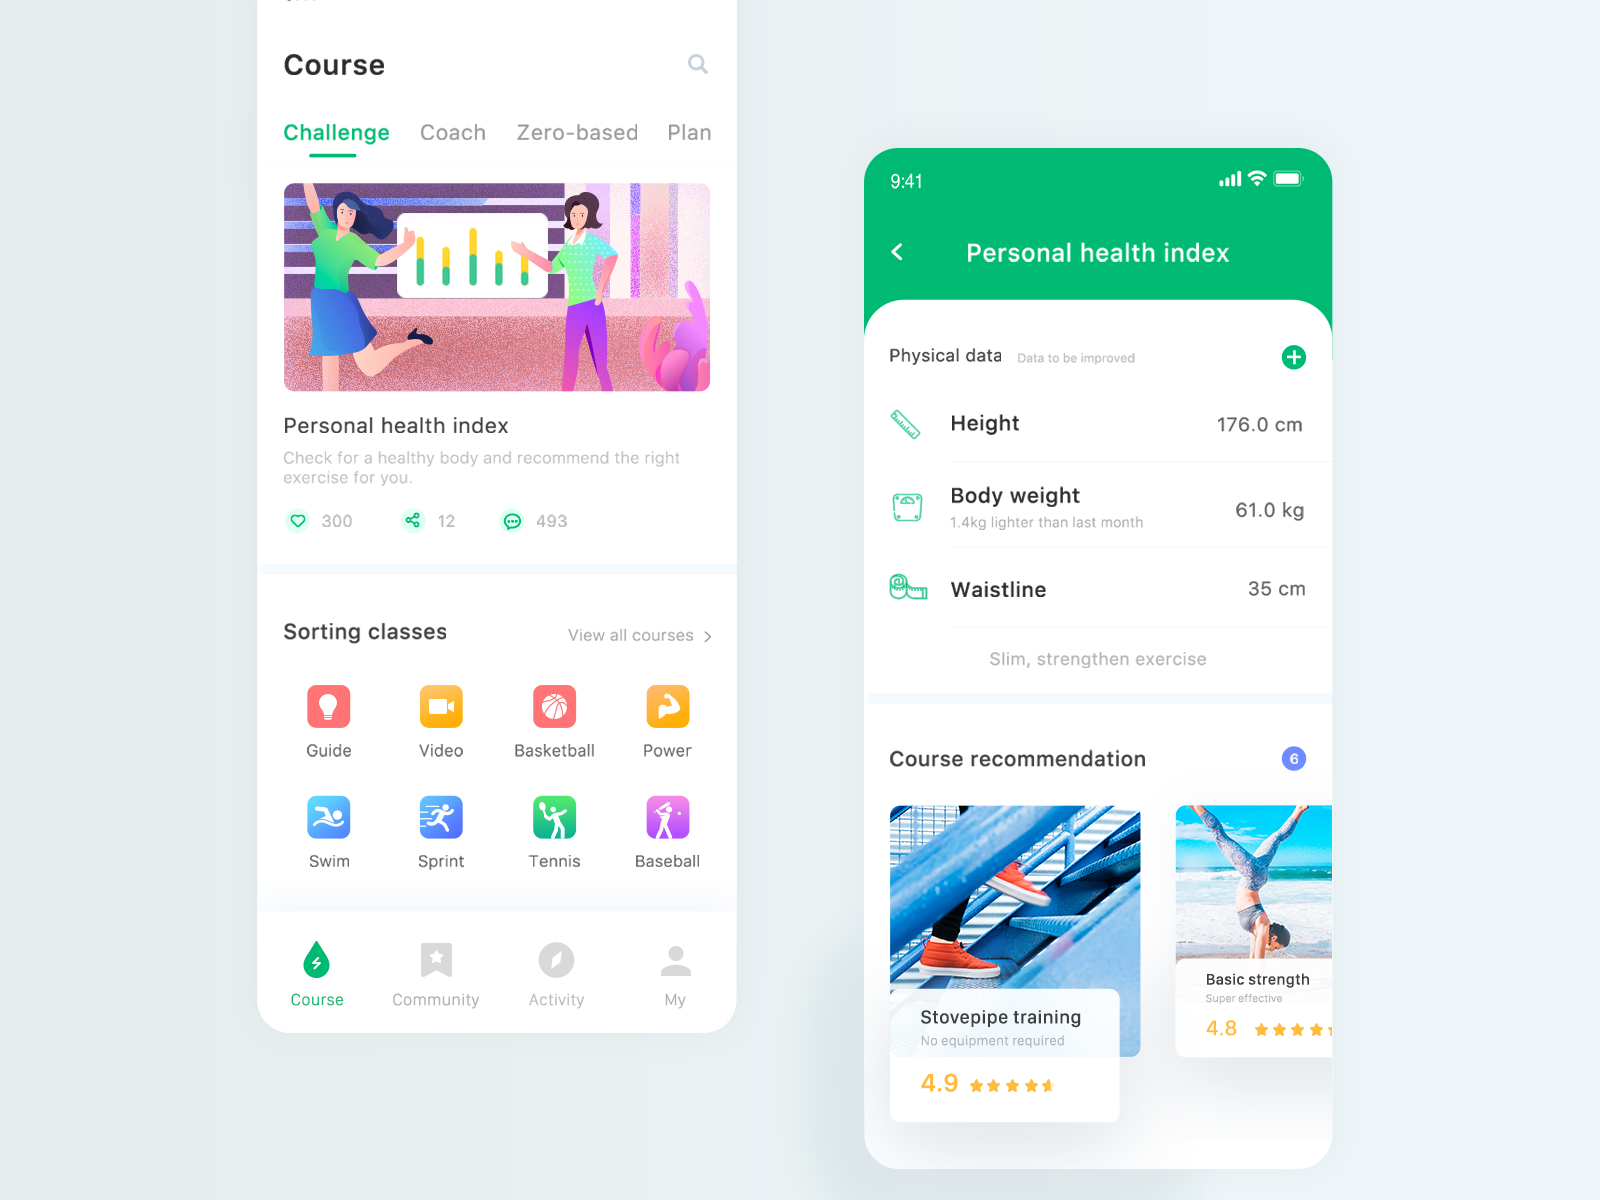 Course
Challenge Coach Zero-based Plan
Personal health index
Check for a healthy body and recommend the right
exercise for you.
300 12 493
Sorting classes View all courses
Guide Video Basketball Power
Swim Sprint Tennis Baseball
Course Community Activity My
9:41
Personal health index
Physical data Data to be improved
Height 176.0 cm
Body weight 61.0 kg
1.4kg lighter than last month
Waistline 35 cm
Slim, strengthen exercise
Course recommendation 6
Stovepipe training
No equipment required
4.9
Basic strength
Super effective
4.8